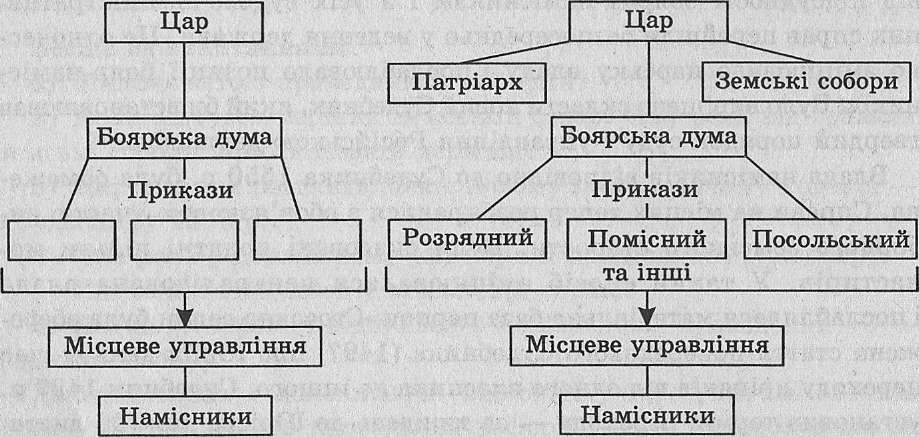 Цар
Боярська дума
Прикази
Місцеве управління
Намісники
Цар
Патріарх
Земські собори
Боярська дума
Прикази
Розрядний
Помісний
Посольський
та інші
Місцеве управління
Намісники